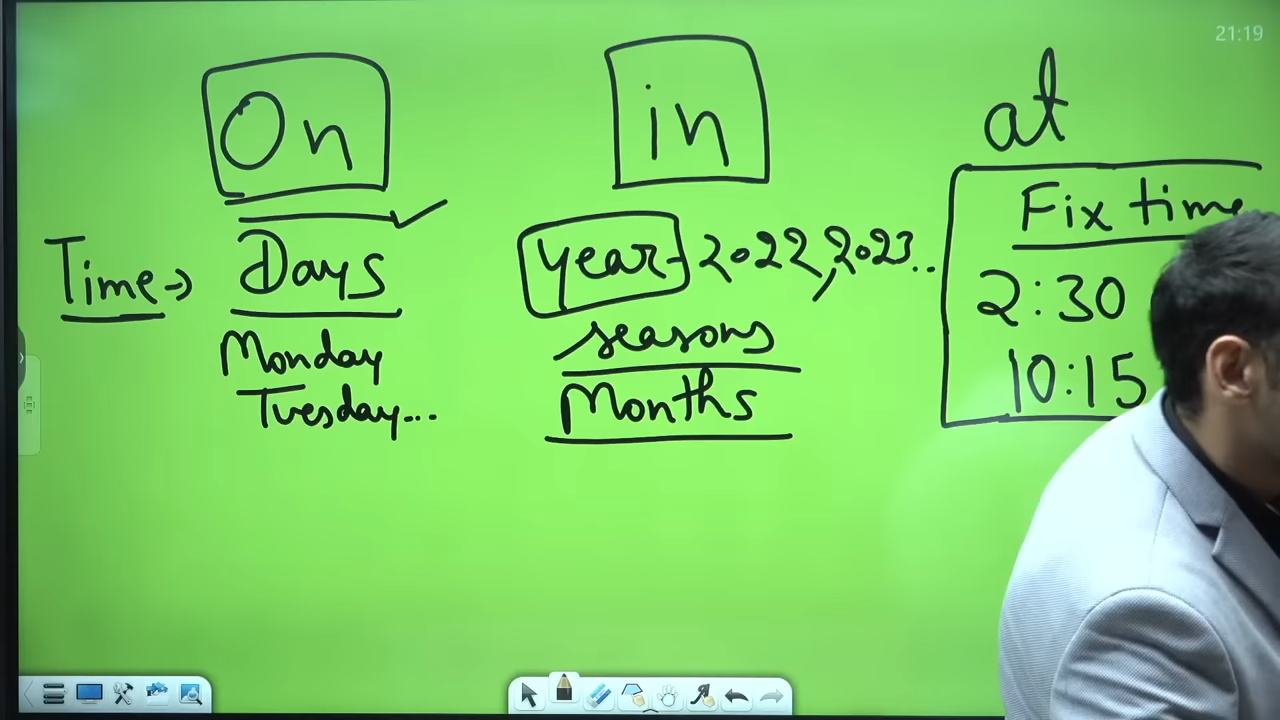 21:19
On in at
Time → Days year - 2022, 2023.. Fix time
Monday seasons 2:30
Tuesday... Months 10:15